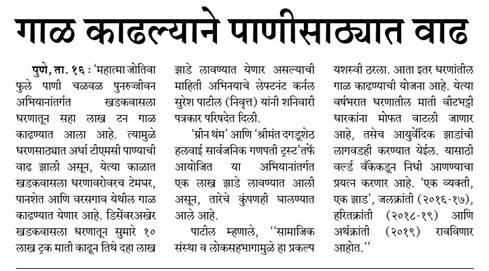 गाळ काढल्याने पाणीसाठ्यात वाढ
पुणे, ता. १६ : 'महात्मा जोतिबा
फुले पाणी चळवळ पुनरुज्जीवन
अभियानांतर्गत खडकवासला
धरणातून सहा लाख टन गाळ
काढण्यात आला आहे. त्यामुळे
धरणसाठ्यात अर्धा टीएमसी पाण्याची
वाढ झाली असून, येत्या काळात
खडकवासला धरणावरोबरच टेमघर,
पानशेत आणि वरसगाव येथील गाळ
काढण्यात येणार आहे. डिसेंबरअखेर
खडकवासला धरणातून सुमारे १०
लाख ट्रक माती काढून तिथे दहा लाख
झाडे लावण्यात येणार असल्याची
माहिती अभिनयाचे लेफ्टनंट कर्नल
सुरेश पाटील (निवृत्त) यांनी शनिवारी
पत्रकार परिषदेत दिली.
'ग्रीन थंम' आणि 'श्रीमंत दगडूशेठ
हलवाई सार्वजनिक गणपती ट्रस्ट'तर्फे
आयोजित या अभियानांतर्गत
एक लाख झाडे लावण्यात आली
असून, तारेचे कुंपणही घालण्यात
आले आहे.
पाटील म्हणाले, ''सामाजिक
संस्था व लोकसहभागामुळे हा प्रकल्प
यशस्वी ठरला. आता इतर धरणांतील
गाळ काढण्याची योजना आहे. येत्या
वर्षभरात धरणातील माती वीटभट्टी
धारकांना मोफत वाटली जाणार
आहे, तसेच आयुर्वेदिक झाडांची
लागवडही करण्यात येईल. यासाठी
वर्ल्ड बँकेकडून निधी आणण्याचा
प्रयत्न करणार आहे. 'एक व्यक्ती,
एक झाड', जलक्रांती (२०१६-१७),
हरितक्रांती (२०१८-१९) आणि
अर्थक्रांती (२०१९) राबविणार
आहोत.''